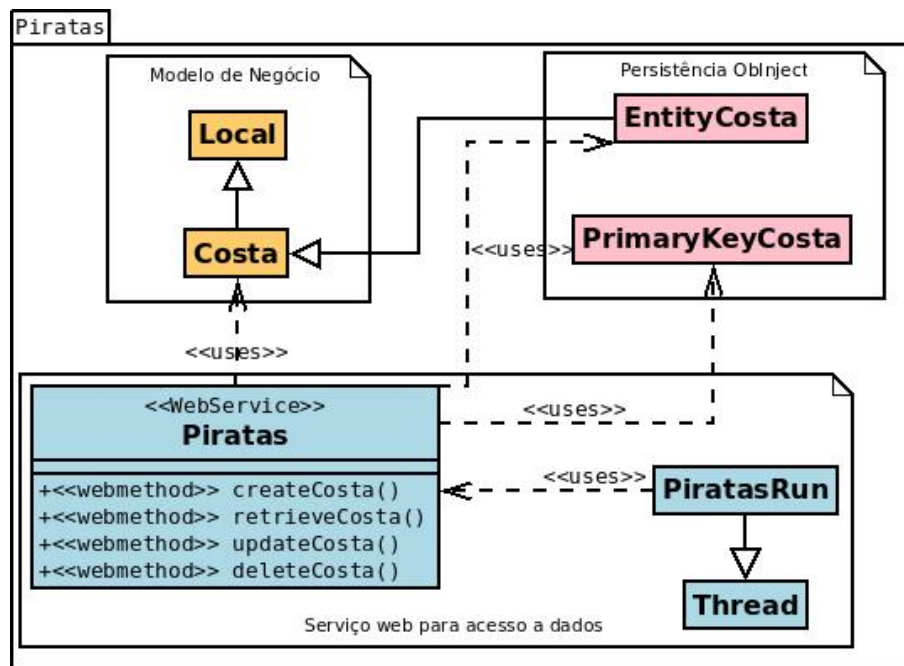 Piratas
Modelo de Negócio
Local
Costa
Persistência ObInject
EntityCosta
PrimaryKeyCosta
<<uses>>
<<uses>>
<<WebService>>
Piratas
+<<webmethod>> createCosta()
+<<webmethod>> retrieveCosta()
+<<webmethod>> updateCosta()
+<<webmethod>> deleteCosta()
<<uses>>
<<uses>>
PiratasRun
Thread
Serviço web para acesso a dados